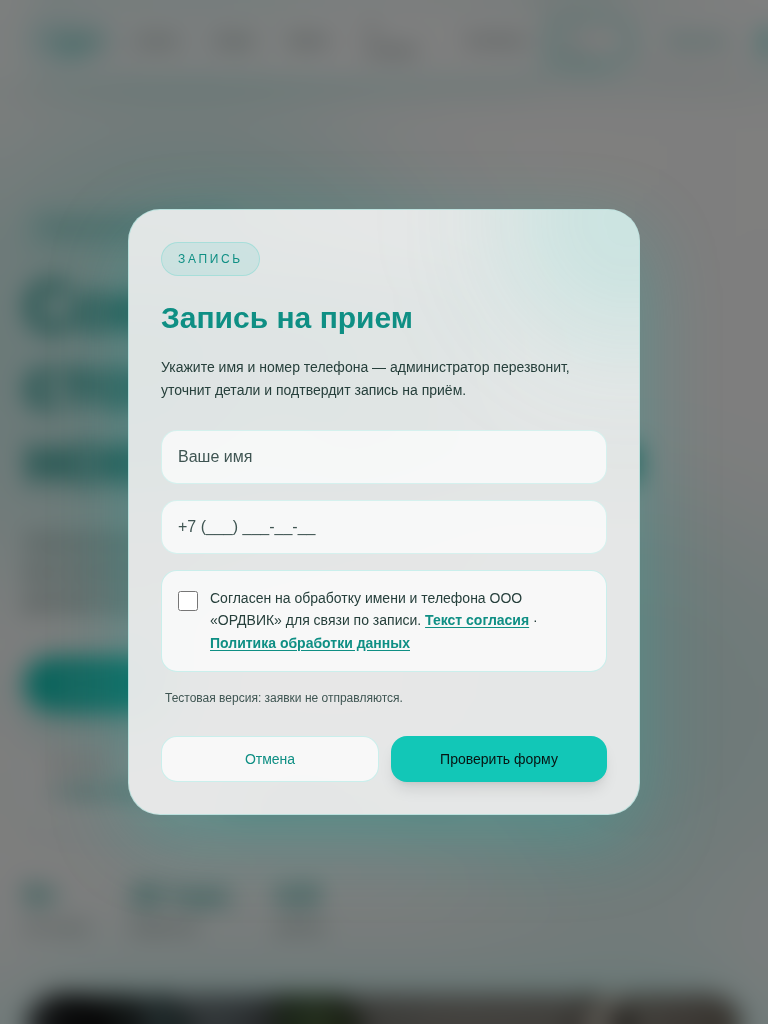 ЗАПИСЬ
Запись на прием
Укажите имя и номер телефона — администратор перезвонит,
уточнит детали и подтвердит запись на приём.
Ваше имя
+7 (___) ___-__-__
Согласен на обработку имени и телефона ООО
«ОРДВИК» для связи по записи. Текст согласия ·
Политика обработки данных
Тестовая версия: заявки не отправляются.
Отмена
Проверить форму